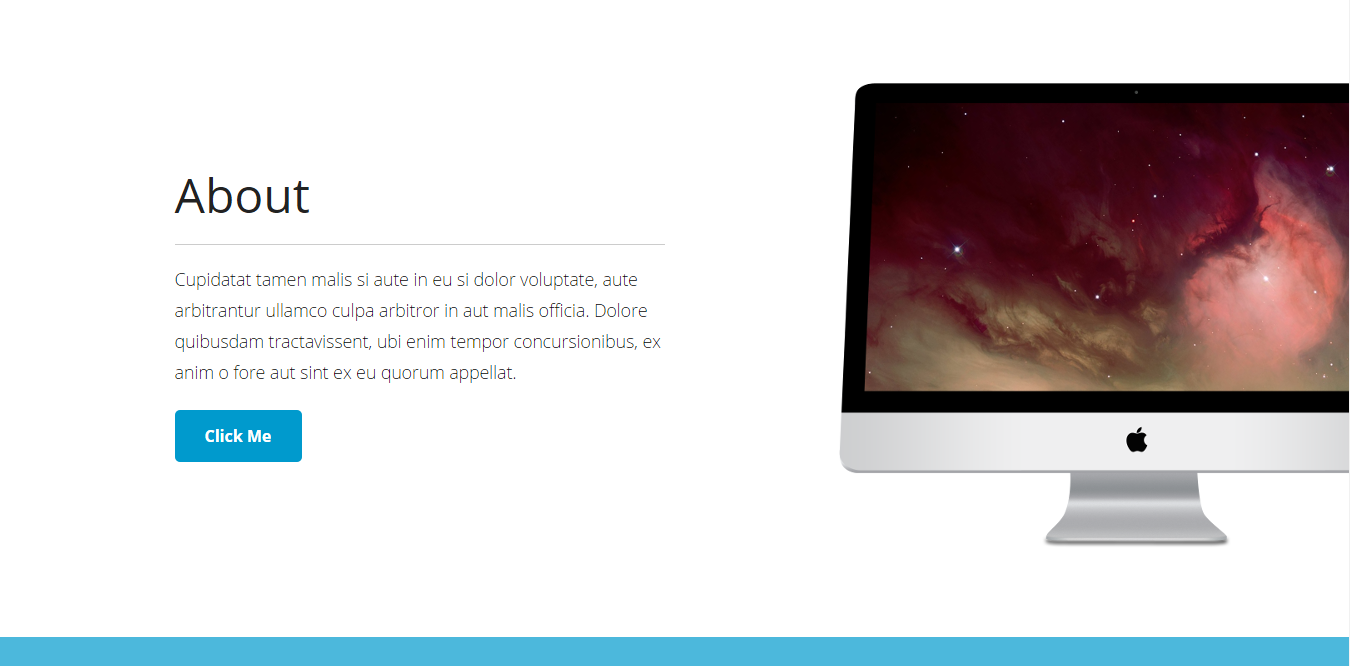 About
Cupidatat tamen malis si aute in eu si dolor voluptate, aute
arbitrantur ullamco culpa arbitror in aut malis officia. Dolore
quibusdam tractavissent, ubi enim tempor concursionibus, ex
anim o fore aut sint ex eu quorum appellat.
Click Me